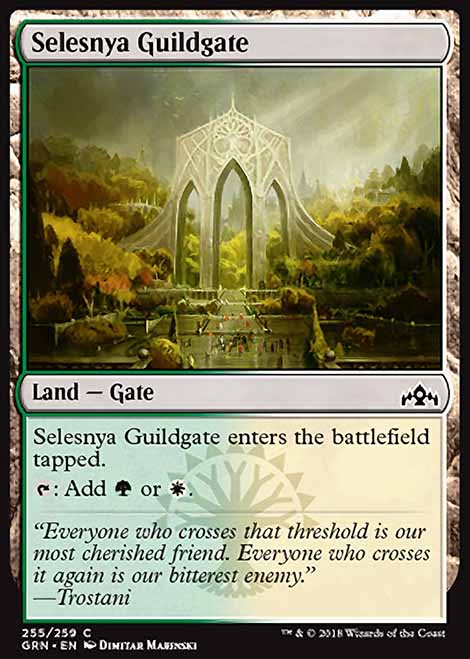 Selesnya Guildgate
Land — Gate
Selesnya Guildgate enters the battlefield
tapped.
: Add or .
“Everyone who crosses that threshold is our
most cherished friend. Everyone who crosses
it again is our bitterest enemy.”
—Trostani
255/259 C
GRN • EN Dimitar Marinski
™ & © 2018 Wizards of the Coast